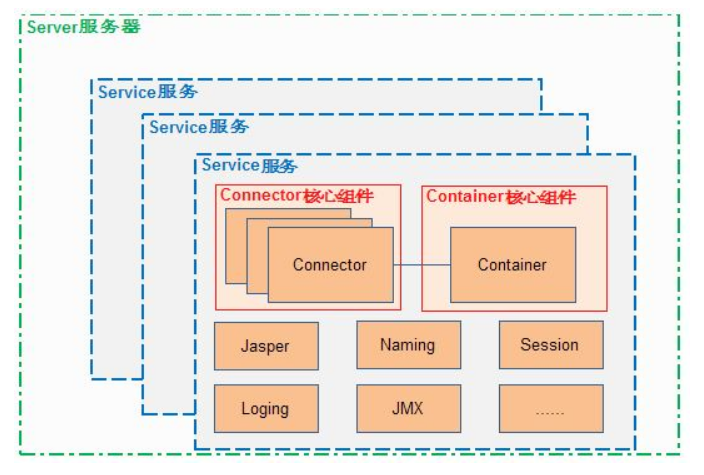 Server服务器
Service服务
Service服务
Service服务
Connector核心组件
Container核心组件
Connector
Container
Jasper
Naming
Session
Loging
JMX
......